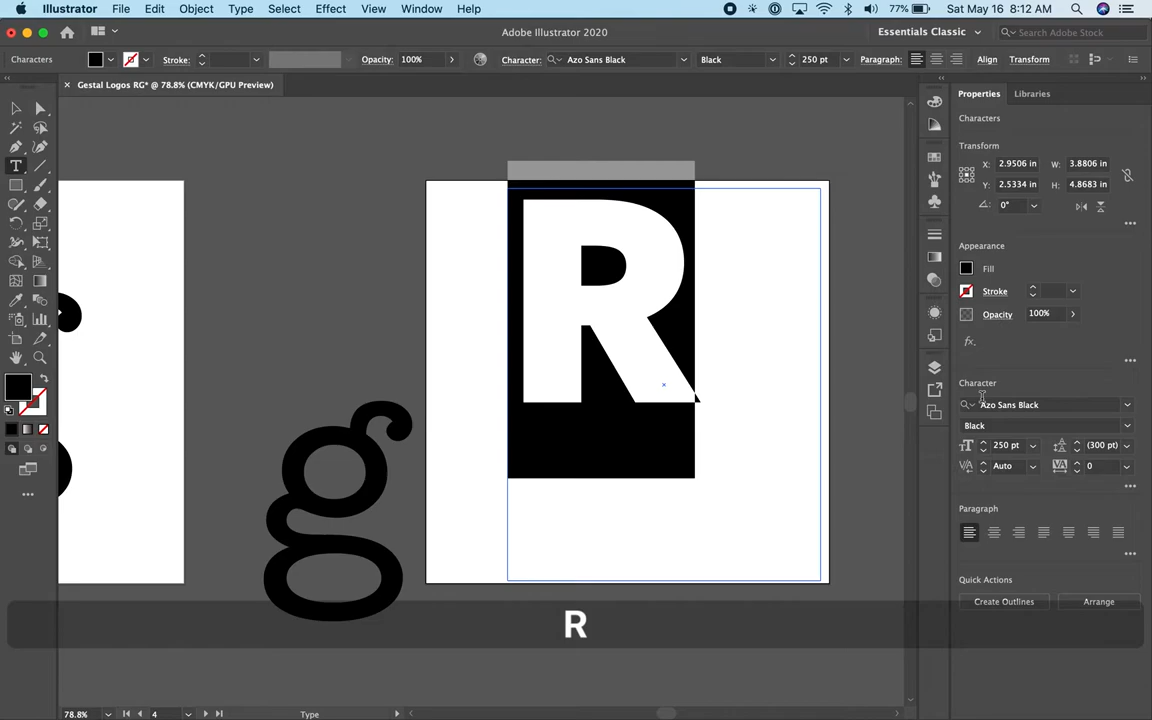 Illustrator File Edit Object Type Select Effect View Window Help 77% Sat May 16 8:12 AM
Adobe Illustrator 2020 Essentials Classic Search Adobe Stock
Characters Stroke: Opacity: 100% Character: Azo Sans Black Black 250 pt Paragraph: Align Transform
× Gestal Logos RG* @ 78.8% (CMYK/GPU Preview)
Properties Libraries
Characters
Transform
X: 2.9506 in W: 3.8806 in
Y: 2.5334 in H: 4.8683 in
0°
Appearance
Fill
Stroke
Opacity 100%
fx.
Character
Azo Sans Black
Black
250 pt (300 pt)
Auto 0
Paragraph
Quick Actions
Create Outlines Arrange
R
g
R
78.8% 4 Type